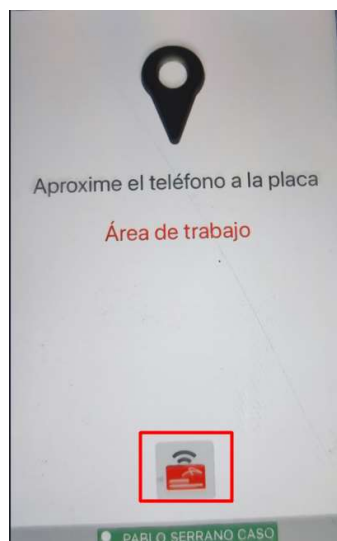 Aproxime el teléfono a la placa
Área de trabajo
PABLO SERRANO CASO